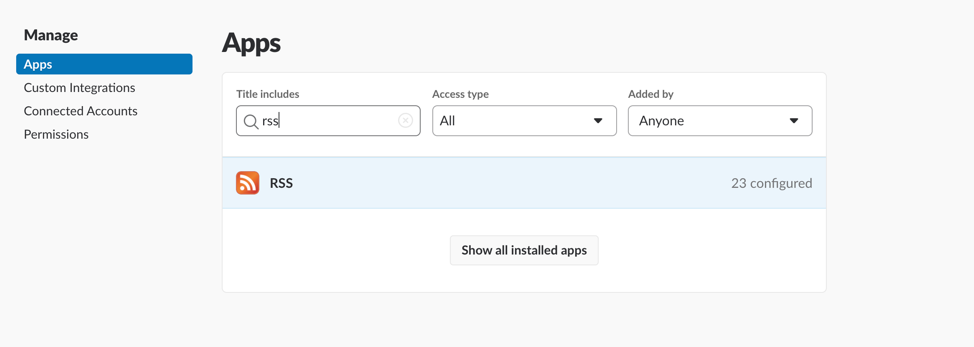 Manage
Apps
Custom Integrations
Connected Accounts
Permissions
Apps
Title includes
Access type
Added by
rss
All
Anyone
RSS
23 configured
Show all installed apps